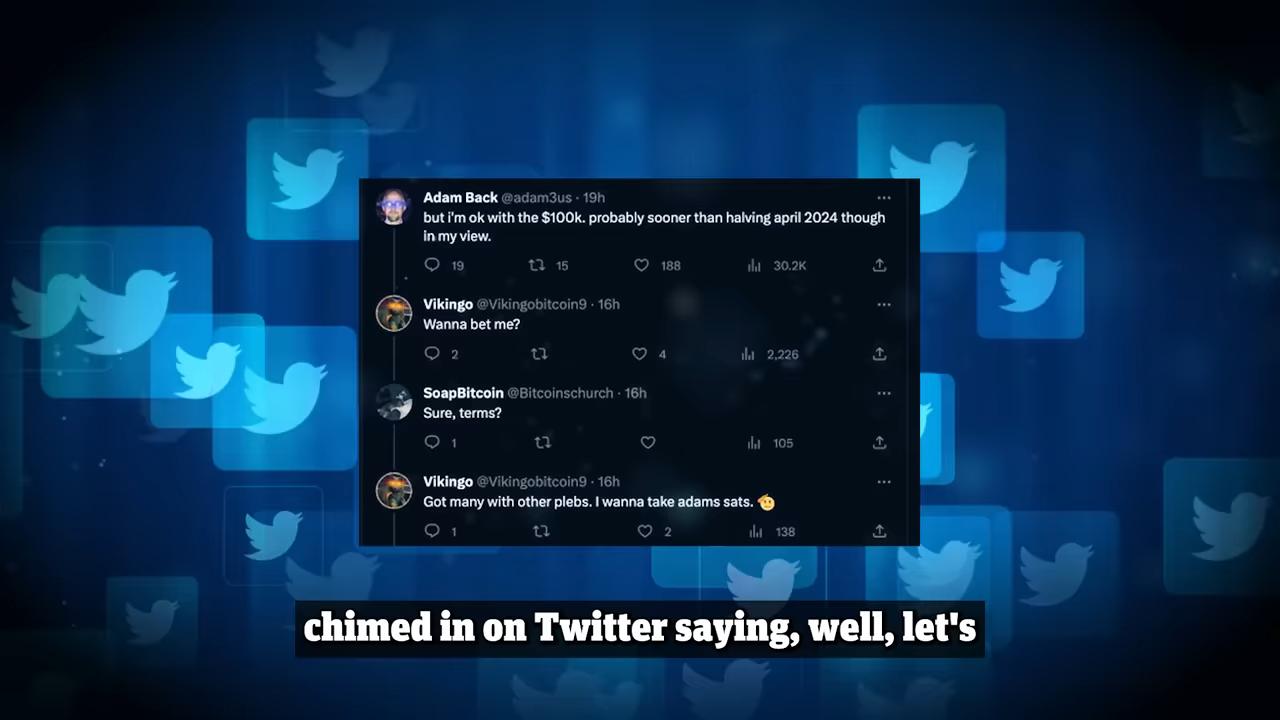 Adam Back @adam3us · 19h
but i'm ok with the $100k. probably sooner than halving april 2024 though
in my view.
19 15 188 30.2K
Vikingo @Vikingobitcoin9 · 16h
Wanna bet me?
2 4 2,226
SoapBitcoin @Bitcoinschurch · 16h
Sure, terms?
1 105
Vikingo @Vikingobitcoin9 · 16h
Got many with other plebs. I wanna take adams sats. 🫡
1 2 138
chimed in on Twitter saying, well, let's